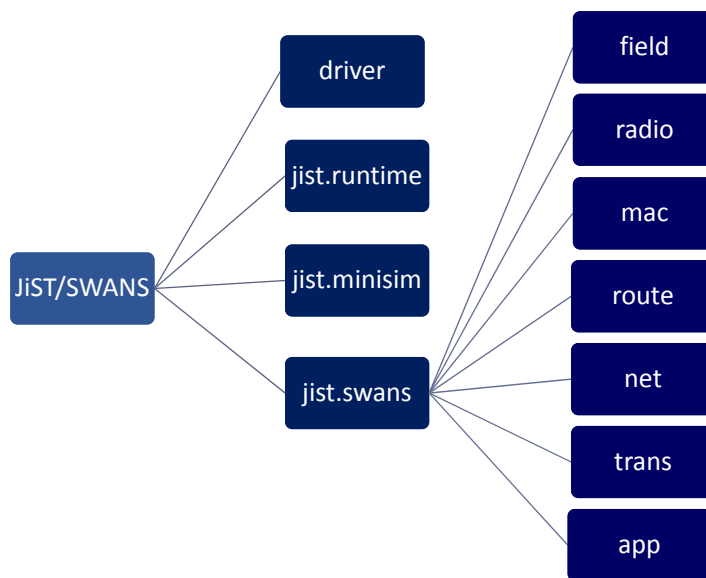 JiST/SWANS
driver
jist.runtime
jist.minisim
jist.swans
field
radio
mac
route
net
trans
app